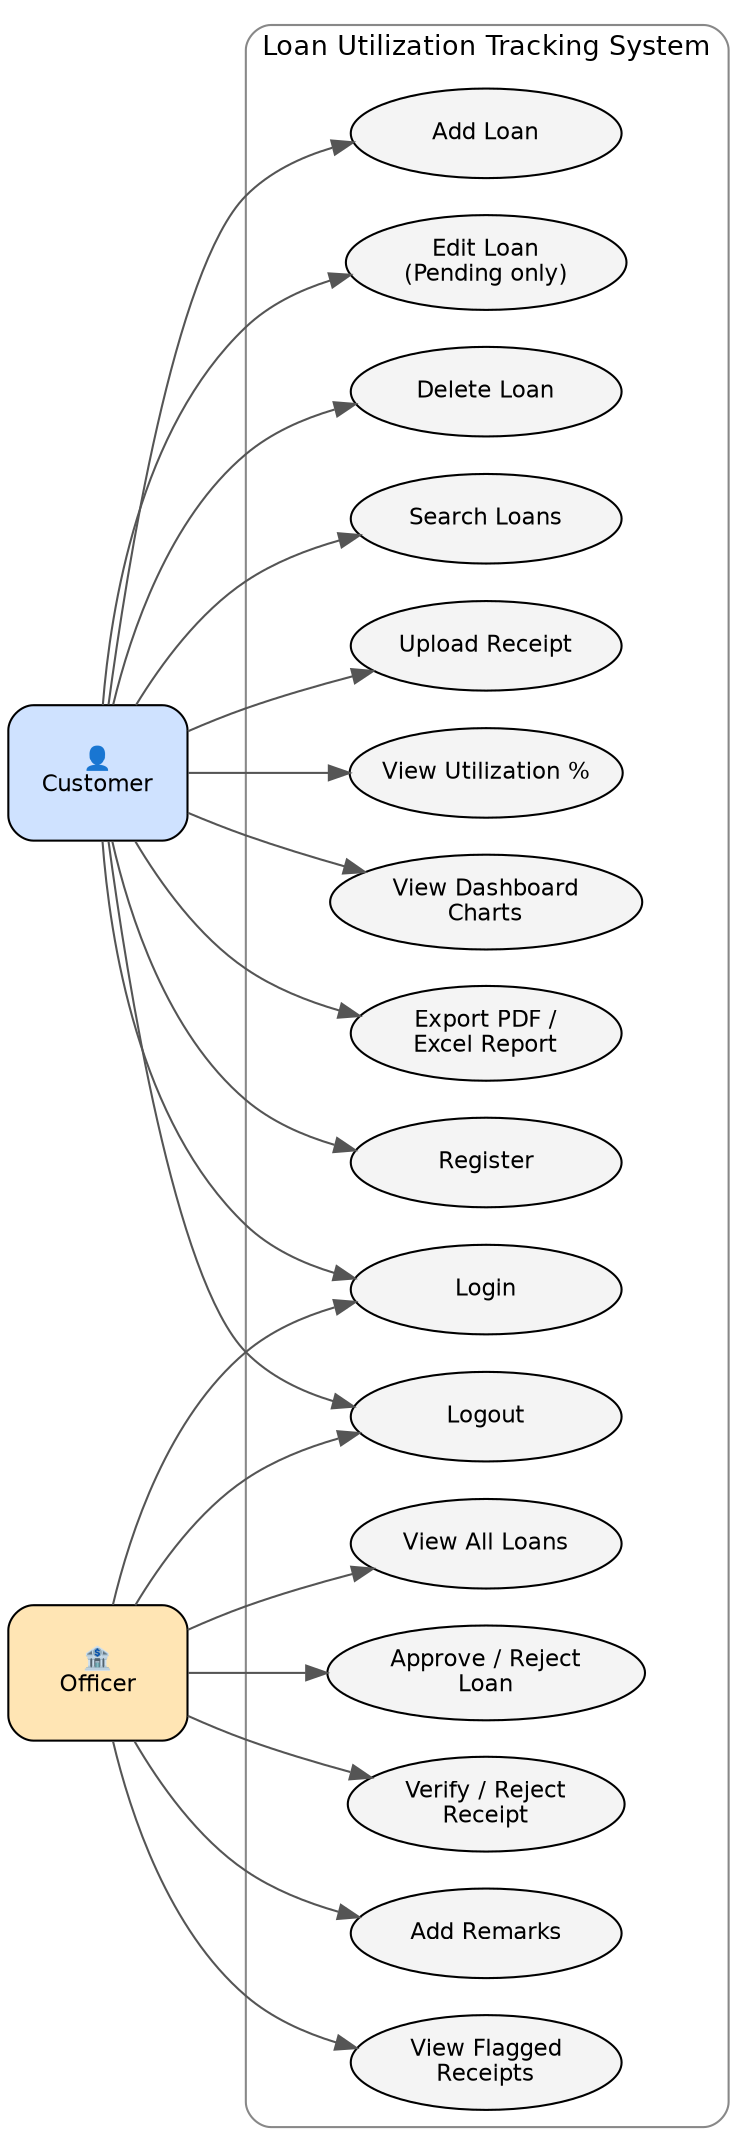 Loan Utilization Tracking System
Add Loan
Edit Loan
(Pending only)
Delete Loan
Search Loans
Upload Receipt
Customer
View Utilization %
View Dashboard
Charts
Export PDF /
Excel Report
Register
Login
Logout
View All Loans
Officer
Approve / Reject
Loan
Verify / Reject
Receipt
Add Remarks
View Flagged
Receipts